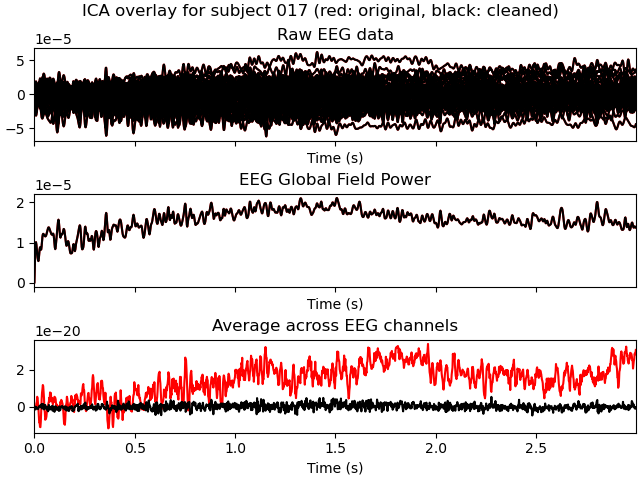 ICA overlay for subject 017 (red: original, black: cleaned)
Raw EEG data
1e−5
5
0
−5
Time (s)
EEG Global Field Power
1e−5
2
1
0
Time (s)
Average across EEG channels
1e−20
2
0
0.0 0.5 1.0 1.5 2.0 2.5
Time (s)